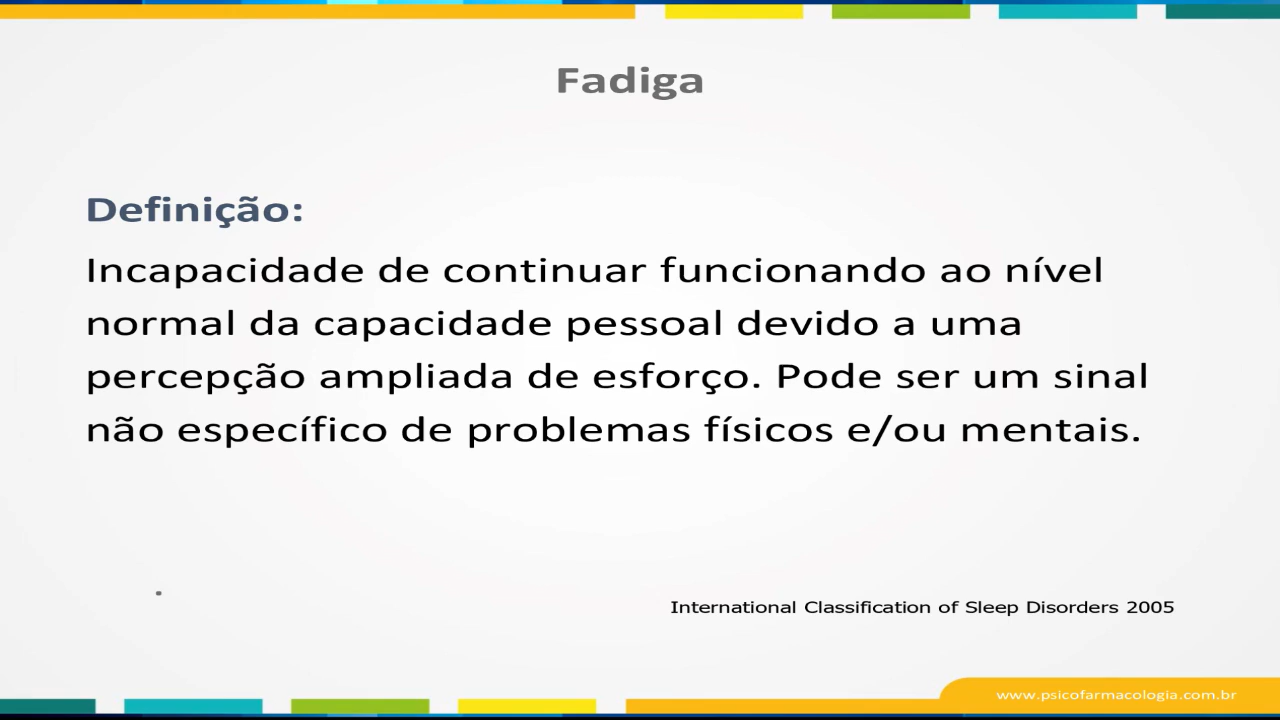 Fadiga
Definição:
Incapacidade de continuar funcionando ao nível
normal da capacidade pessoal devido a uma
percepção ampliada de esforço. Pode ser um sinal
não específico de problemas físicos e/ou mentais.
.
International Classification of Sleep Disorders 2005
www.psicofarmacologia.com.br